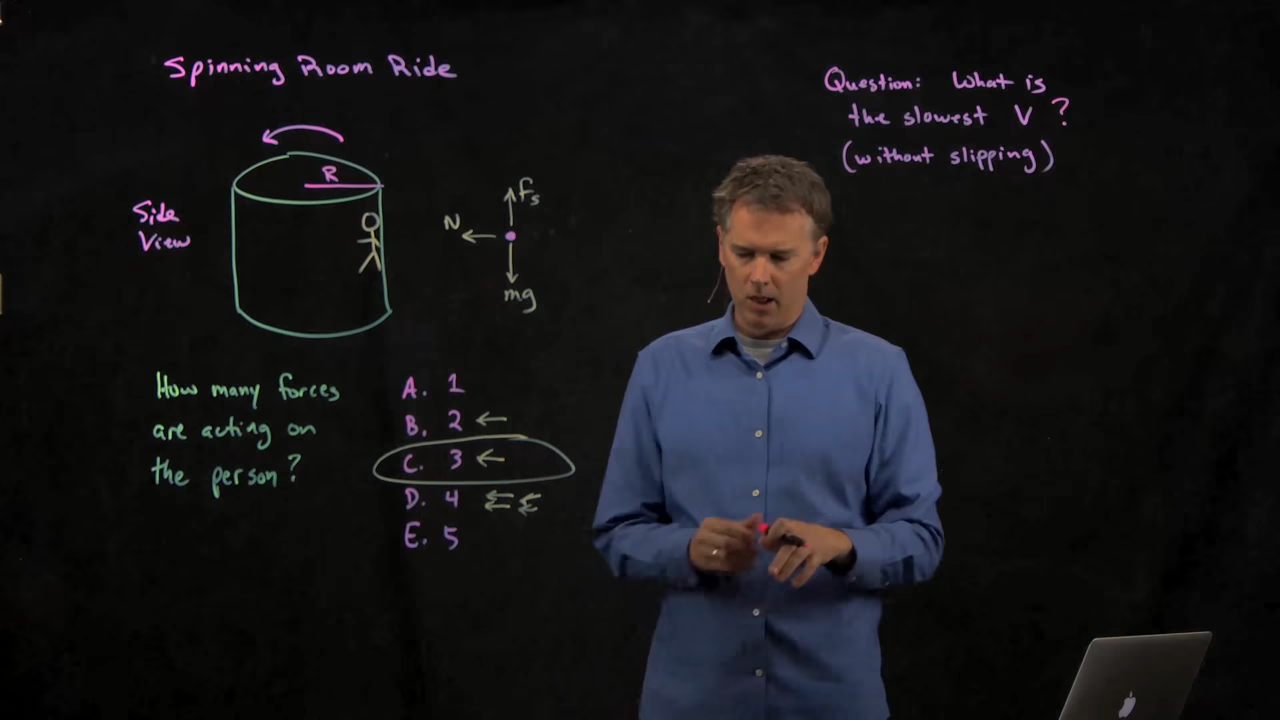 Spinning Room Ride
R
Side
View
fs
N
mg
How many forces
are acting on
the person?
A. 1
B. 2 ←
C. 3 ←
D. 4 ⇇ ⇇
E. 5
Question: What is
the slowest V ?
(without slipping)